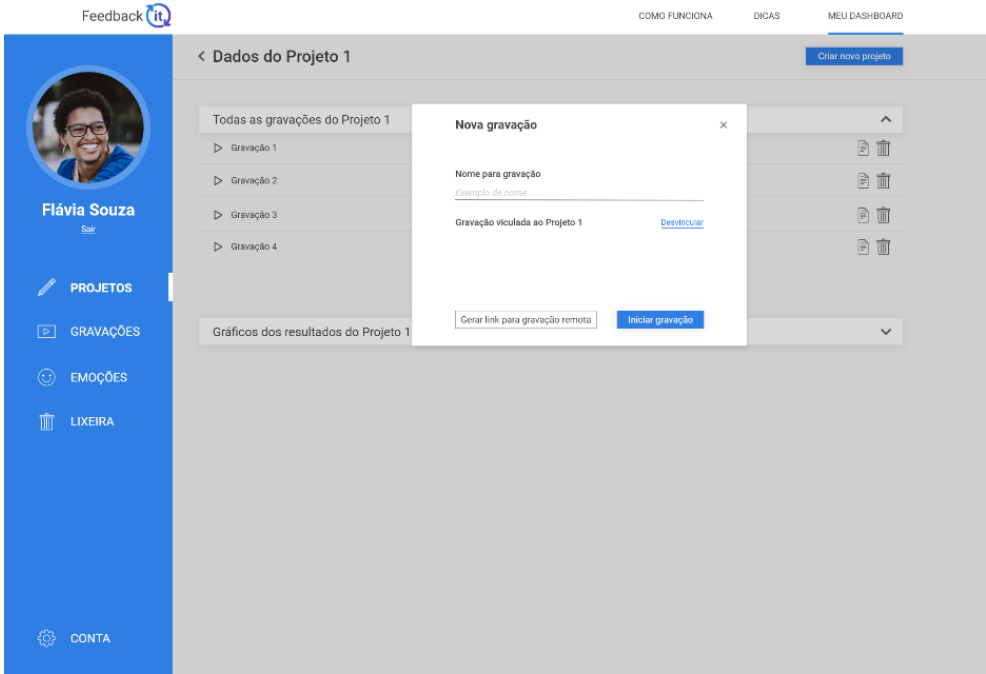 Feedback it
COMO FUNCIONA
DICAS
MEU DASHBOARD
Dados do Projeto 1
Criar novo projeto
Flávia Souza
Sair
PROJETOS
GRAVAÇÕES
EMOÇÕES
LIXEIRA
CONTA
Todas as gravações do Projeto 1
Gravação 1
Gravação 2
Gravação 3
Gravação 4
Gráficos dos resultados do Projeto 1
Nova gravação
Nome para gravação
Exemplo de nome
Gravação viculada ao Projeto 1
Desvincular
Gerar link para gravação remota
Iniciar gravação